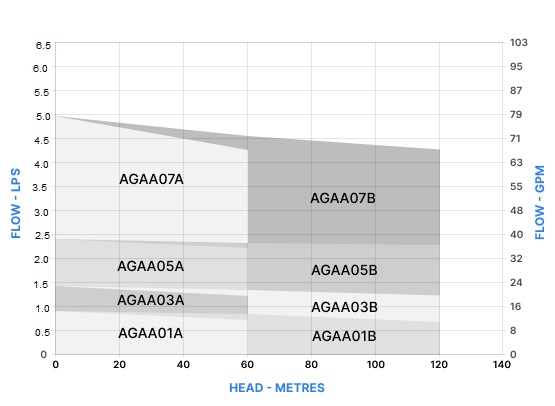 6.5
6.0
5.5
5.0
4.5
4.0
3.5
3.0
2.5
2.0
1.5
1.0
0.5
0
FLOW - LPS
103
95
87
79
71
63
55
48
40
32
24
16
8
0
FLOW - GPM
AGAA07A
AGAA07B
AGAA05A
AGAA05B
AGAA03A
AGAA03B
AGAA01A
AGAA01B
0 20 40 60 80 100 120 140
HEAD - METRES